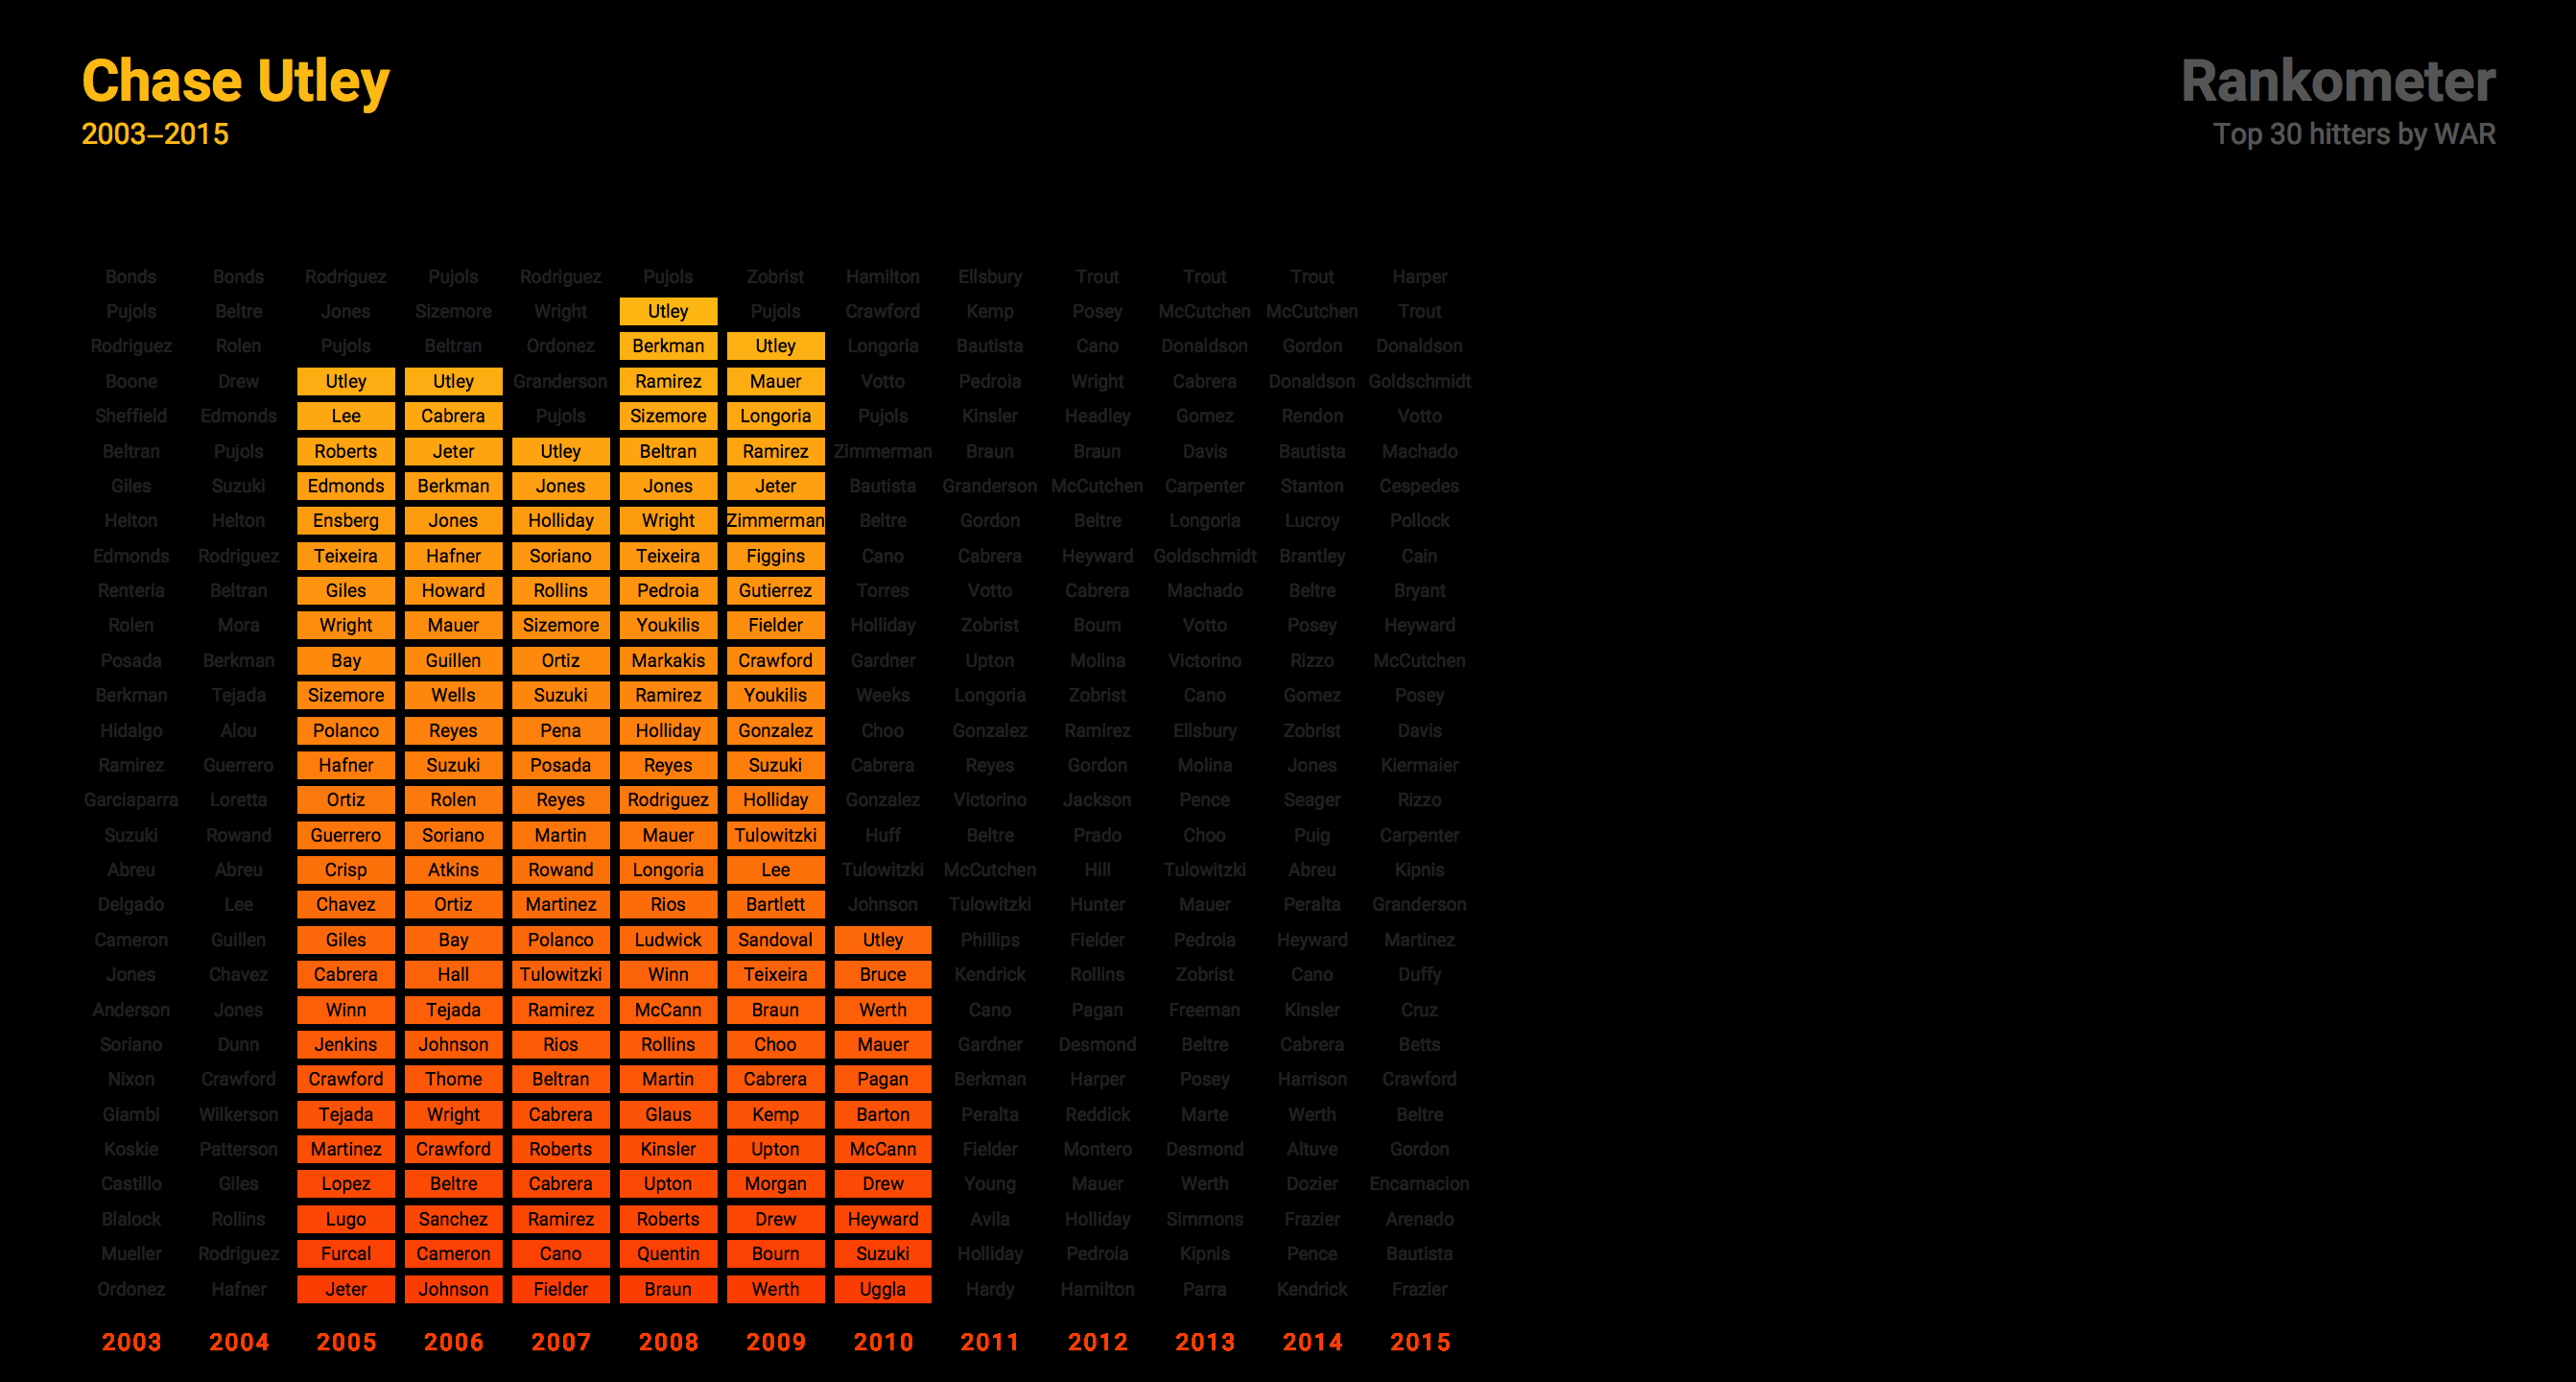 Chase Utley
2003–2015
Rankometer
Top 30 hitters by WAR
Bonds Bonds Rodriguez Pujols Rodriguez Pujols Zobrist Hamilton Ellsbury Trout Trout Trout Harper
Pujols Beltre Jones Sizemore Wright Utley Pujols Crawford Kemp Posey McCutchen McCutchen Trout
Rodriguez Rolen Pujols Beltran Ordonez Berkman Utley Longoria Bautista Cano Donaldson Gordon Donaldson
Boone Drew Utley Utley Granderson Ramirez Mauer Votto Pedroia Wright Cabrera Donaldson Goldschmidt
Sheffield Edmonds Lee Cabrera Pujols Sizemore Longoria Pujols Kinsler Headley Gomez Rendon Votto
Beltran Pujols Roberts Jeter Utley Beltran Ramirez Zimmerman Braun Braun Davis Bautista Machado
Giles Suzuki Edmonds Berkman Jones Jones Jeter Bautista Granderson McCutchen Carpenter Stanton Cespedes
Helton Helton Ensberg Jones Holliday Wright Zimmerman Beltre Gordon Beltre Longoria Lucroy Pollock
Edmonds Rodriguez Teixeira Hafner Soriano Teixeira Figgins Cano Cabrera Heyward Goldschmidt Brantley Cain
Renteria Beltran Giles Howard Rollins Pedroia Gutierrez Torres Votto Cabrera Machado Beltre Bryant
Rolen Mora Wright Mauer Sizemore Youkilis Fielder Holliday Zobrist Bourn Votto Posey Heyward
Posada Berkman Bay Guillen Ortiz Markakis Crawford Gardner Upton Molina Victorino Rizzo McCutchen
Berkman Tejada Sizemore Wells Suzuki Ramirez Youkilis Weeks Longoria Zobrist Cano Gomez Posey
Hidalgo Alou Polanco Reyes Pena Holliday Gonzalez Choo Gonzalez Ramirez Ellsbury Zobrist Davis
Ramirez Guerrero Hafner Suzuki Posada Reyes Suzuki Cabrera Reyes Gordon Molina Jones Kiermaier
Garciaparra Loretta Ortiz Rolen Reyes Rodriguez Holliday Gonzalez Victorino Jackson Pence Seager Rizzo
Suzuki Rowand Guerrero Soriano Martin Mauer Tulowitzki Huff Beltre Prado Choo Puig Carpenter
Abreu Abreu Crisp Atkins Rowand Longoria Lee Tulowitzki McCutchen Hill Tulowitzki Abreu Kipnis
Delgado Lee Chavez Ortiz Martinez Rios Bartlett Johnson Tulowitzki Hunter Mauer Peralta Granderson
Cameron Guillen Giles Bay Polanco Ludwick Sandoval Utley Phillips Fielder Pedroia Heyward Martinez
Jones Chavez Cabrera Hall Tulowitzki Winn Teixeira Bruce Kendrick Rollins Zobrist Cano Duffy
Anderson Jones Winn Tejada Ramirez McCann Braun Werth Cano Pagan Freeman Kinsler Cruz
Soriano Dunn Jenkins Johnson Rios Rollins Choo Mauer Gardner Desmond Beltre Cabrera Betts
Nixon Crawford Crawford Thome Beltran Martin Cabrera Pagan Berkman Harper Posey Harrison Crawford
Giambi Wilkerson Tejada Wright Cabrera Glaus Kemp Barton Peralta Reddick Marte Werth Beltre
Koskie Patterson Martinez Crawford Roberts Kinsler Upton McCann Fielder Montero Desmond Altuve Gordon
Castillo Giles Lopez Beltre Cabrera Upton Morgan Drew Young Mauer Werth Dozier Encarnacion
Blalock Rollins Lugo Sanchez Ramirez Roberts Drew Heyward Avila Holliday Simmons Frazier Arenado
Mueller Rodriguez Furcal Cameron Cano Quentin Bourn Suzuki Holliday Pedroia Kipnis Pence Bautista
Ordonez Hafner Jeter Johnson Fielder Braun Werth Uggla Hardy Hamilton Parra Kendrick Frazier
2003 2004 2005 2006 2007 2008 2009 2010 2011 2012 2013 2014 2015